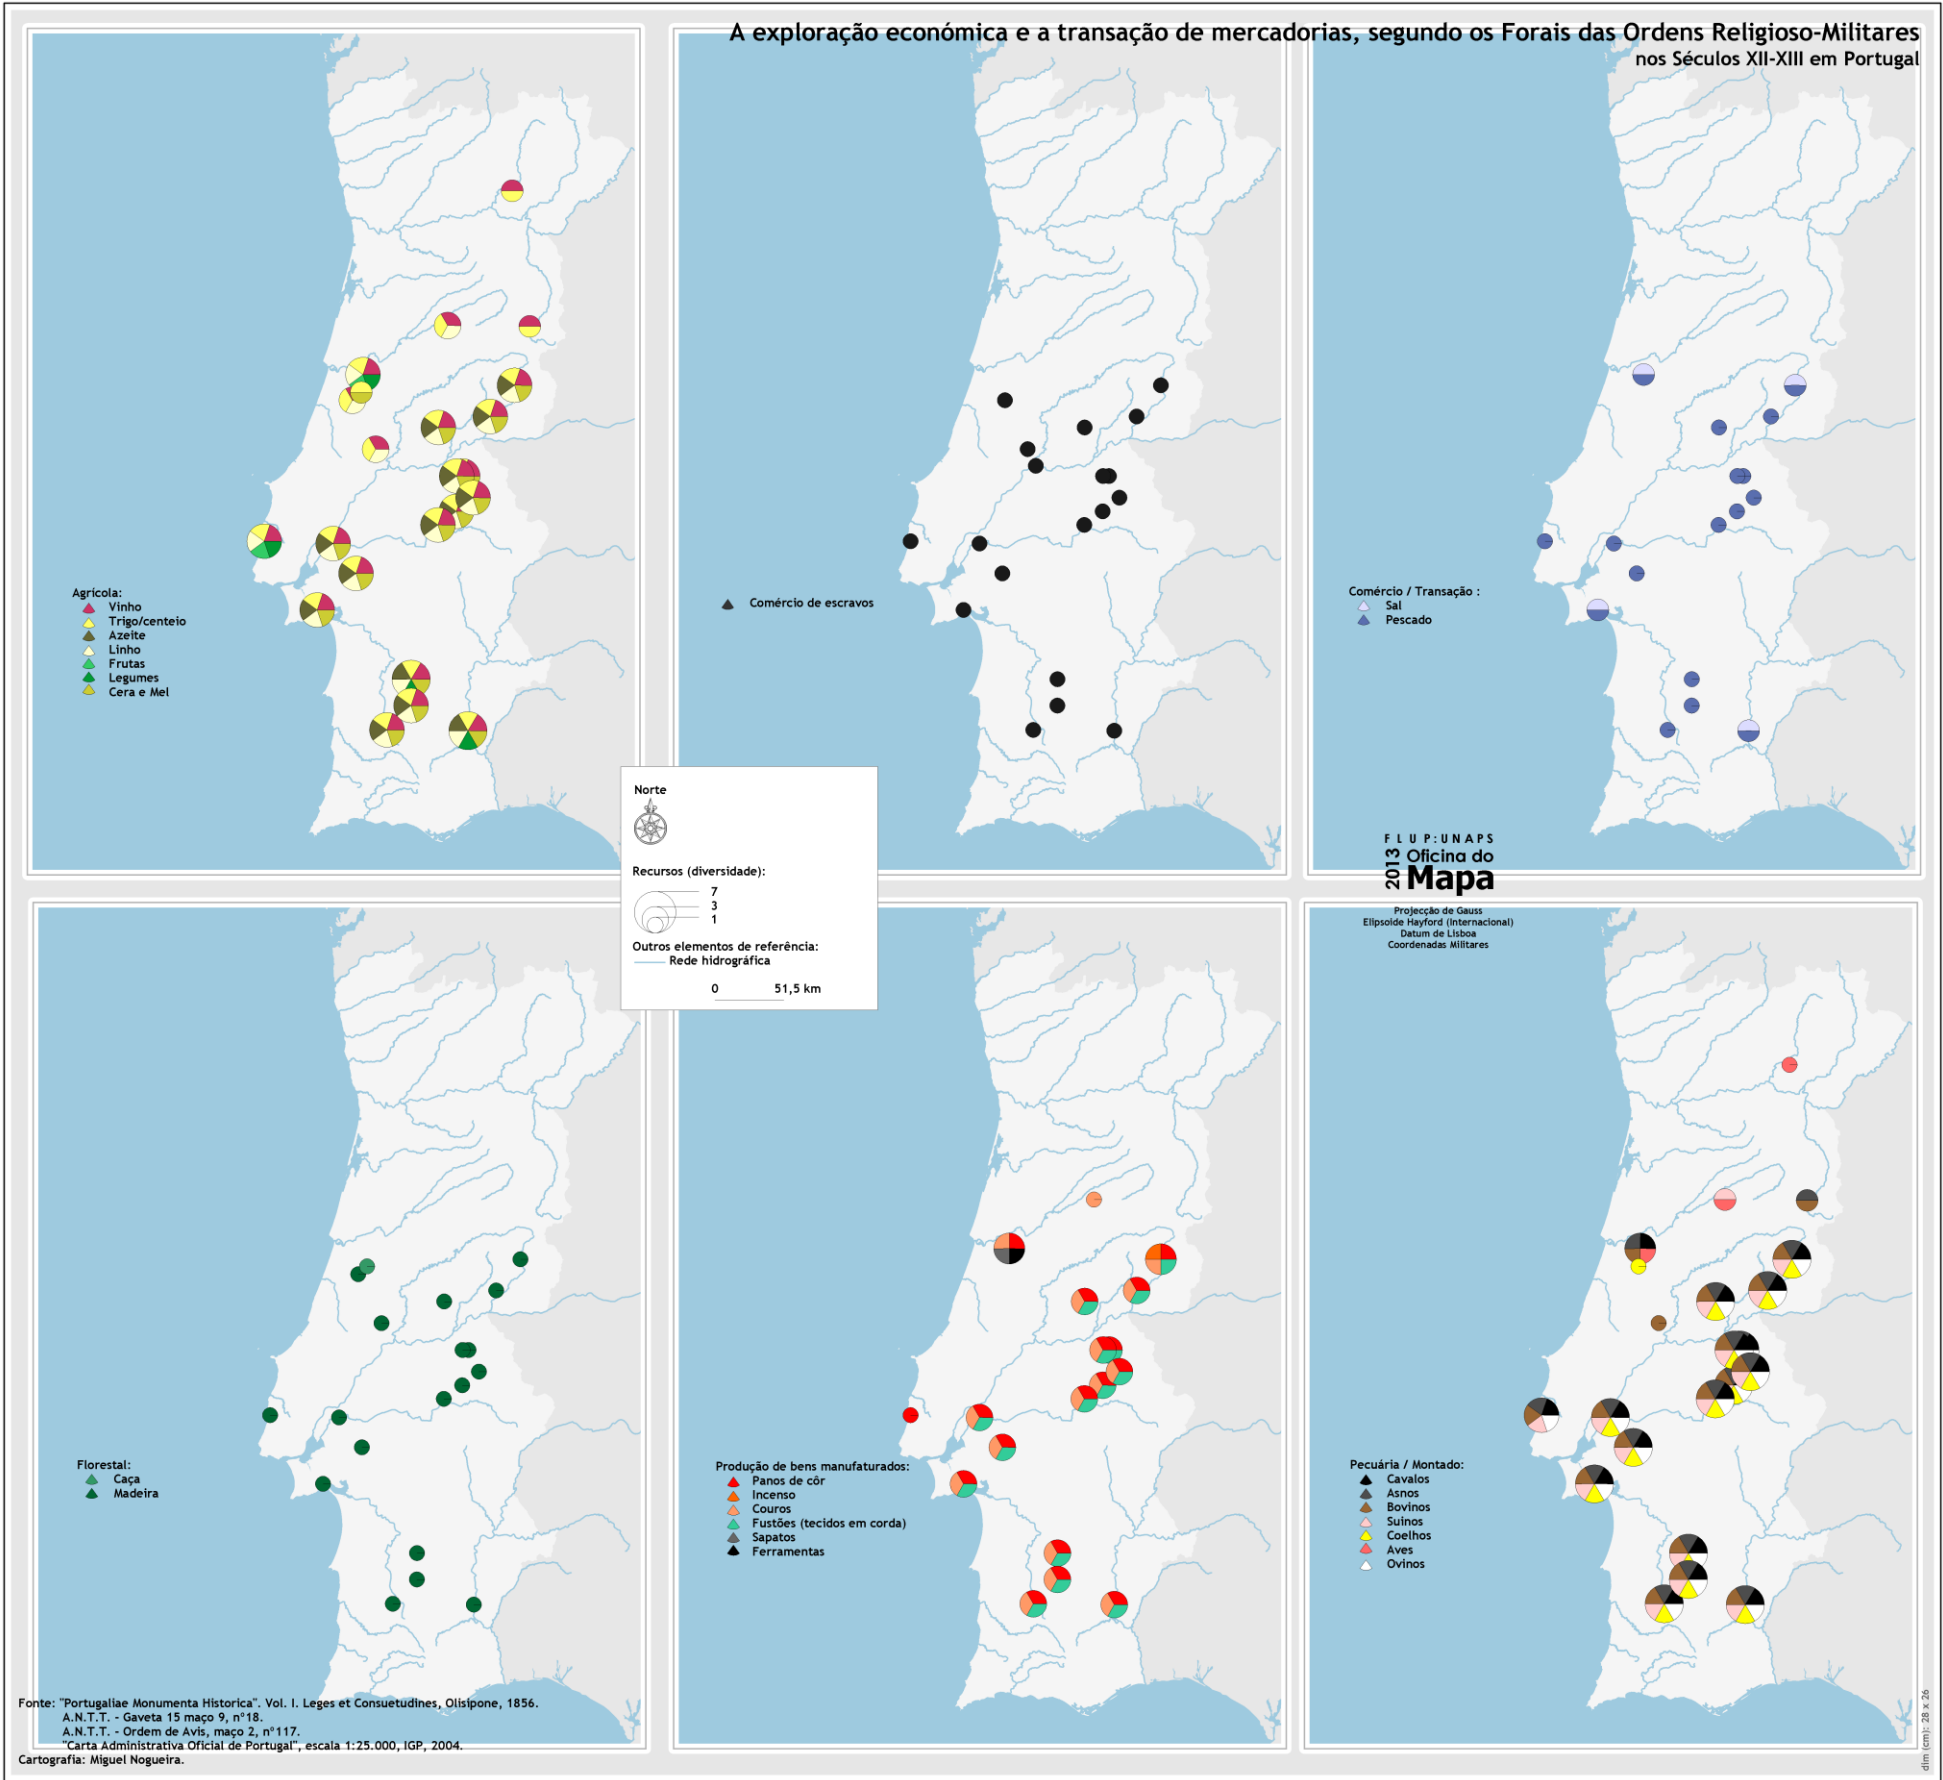 A exploração económica e a transação de mercadorias, segundo os Forais das Ordens Religioso-Militares
nos Séculos XII-XIII em Portugal
Agrícola:
Vinho
Trigo/centeio
Azeite
Linho
Frutas
Legumes
Cera e Mel
Comércio de escravos
Comércio / Transação :
Sal
Pescado
Norte
Recursos (diversidade):
7
3
1
Outros elementos de referência:
Rede hidrográfica
0 51,5 km
F L U P : U N A P S
2013 Oficina do
Mapa
Projecção de Gauss
Elipsoide Hayford (Internacional)
Datum de Lisboa
Coordenadas Militares
Florestal:
Caça
Madeira
Produção de bens manufaturados:
Panos de côr
Incenso
Couros
Fustões (tecidos em corda)
Sapatos
Ferramentas
Pecuária / Montado:
Cavalos
Asnos
Bovinos
Suinos
Coelhos
Aves
Ovinos
Fonte: "Portugaliae Monumenta Historica". Vol. I. Leges et Consuetudines, Olisipone, 1856.
A.N.T.T. - Gaveta 15 maço 9, nº18.
A.N.T.T. - Ordem de Avis, maço 2, nº117.
"Carta Administrativa Oficial de Portugal", escala 1:25.000, IGP, 2004.
Cartografia: Miguel Nogueira.
dim (cm): 28 x 26